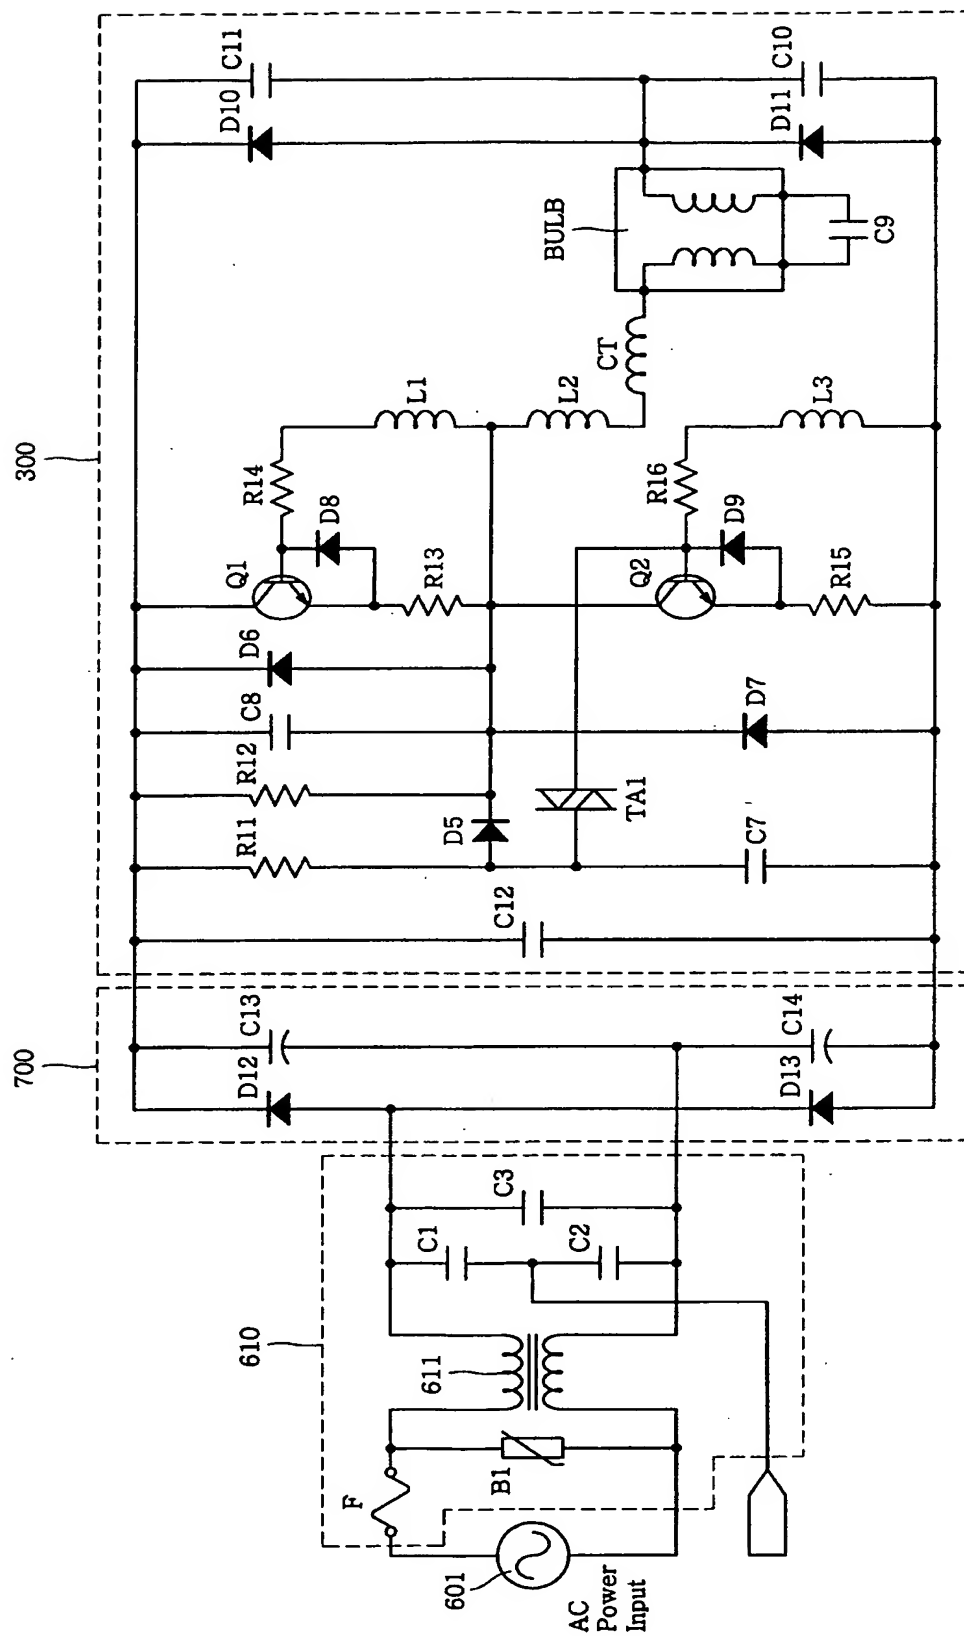 300
700
610
C11
D10
C10
D11
BULB
C9
CT
L1
L2
L3
R14
D8
Q1
R13
R16
D9
Q2
R15
D6
C8
R12
R11
D5
TA1
D7
C7
C12
C13
D12
C14
D13
C3
C1
C2
611
F
B1
601
AC
Power
Input